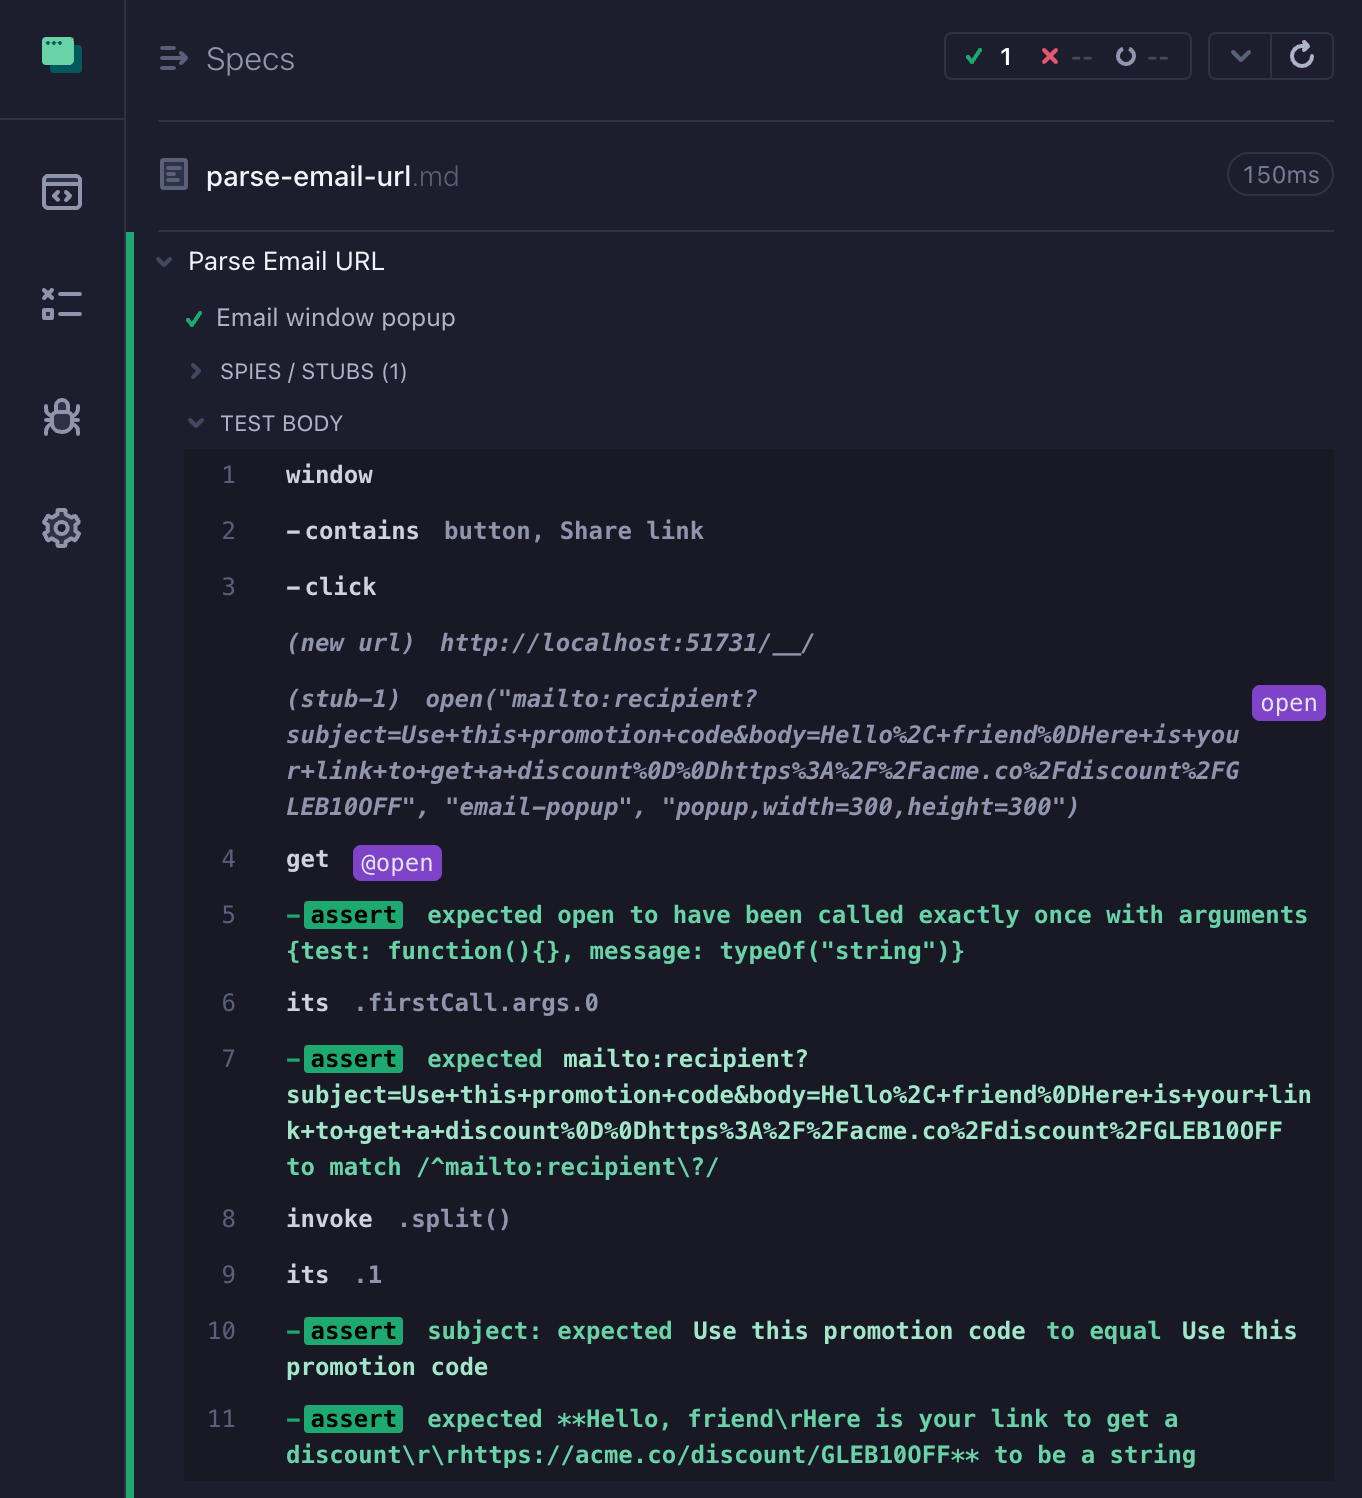 Specs
1 -- --
parse-email-url.md 150ms
Parse Email URL
Email window popup
SPIES / STUBS (1)
TEST BODY
1 window
2 -contains button, Share link
3 -click
(new url) http://localhost:51731/__/
(stub-1) open("mailto:recipient? open
subject=Use+this+promotion+code&body=Hello%2C+friend%0DHere+is+you
r+link+to+get+a+discount%0D%0Dhttps%3A%2F%2Facme.co%2Fdiscount%2FG
LEB10OFF", "email-popup", "popup,width=300,height=300")
4 get @open
5 -assert expected open to have been called exactly once with arguments
{test: function(){}, message: typeOf("string")}
6 its .firstCall.args.0
7 -assert expected mailto:recipient?
subject=Use+this+promotion+code&body=Hello%2C+friend%0DHere+is+your+lin
k+to+get+a+discount%0D%0Dhttps%3A%2F%2Facme.co%2Fdiscount%2FGLEB10OFF
to match /^mailto:recipient\?/
8 invoke .split()
9 its .1
10 -assert subject: expected Use this promotion code to equal Use this
promotion code
11 -assert expected **Hello, friend\rHere is your link to get a
discount\r\rhttps://acme.co/discount/GLEB10OFF** to be a string